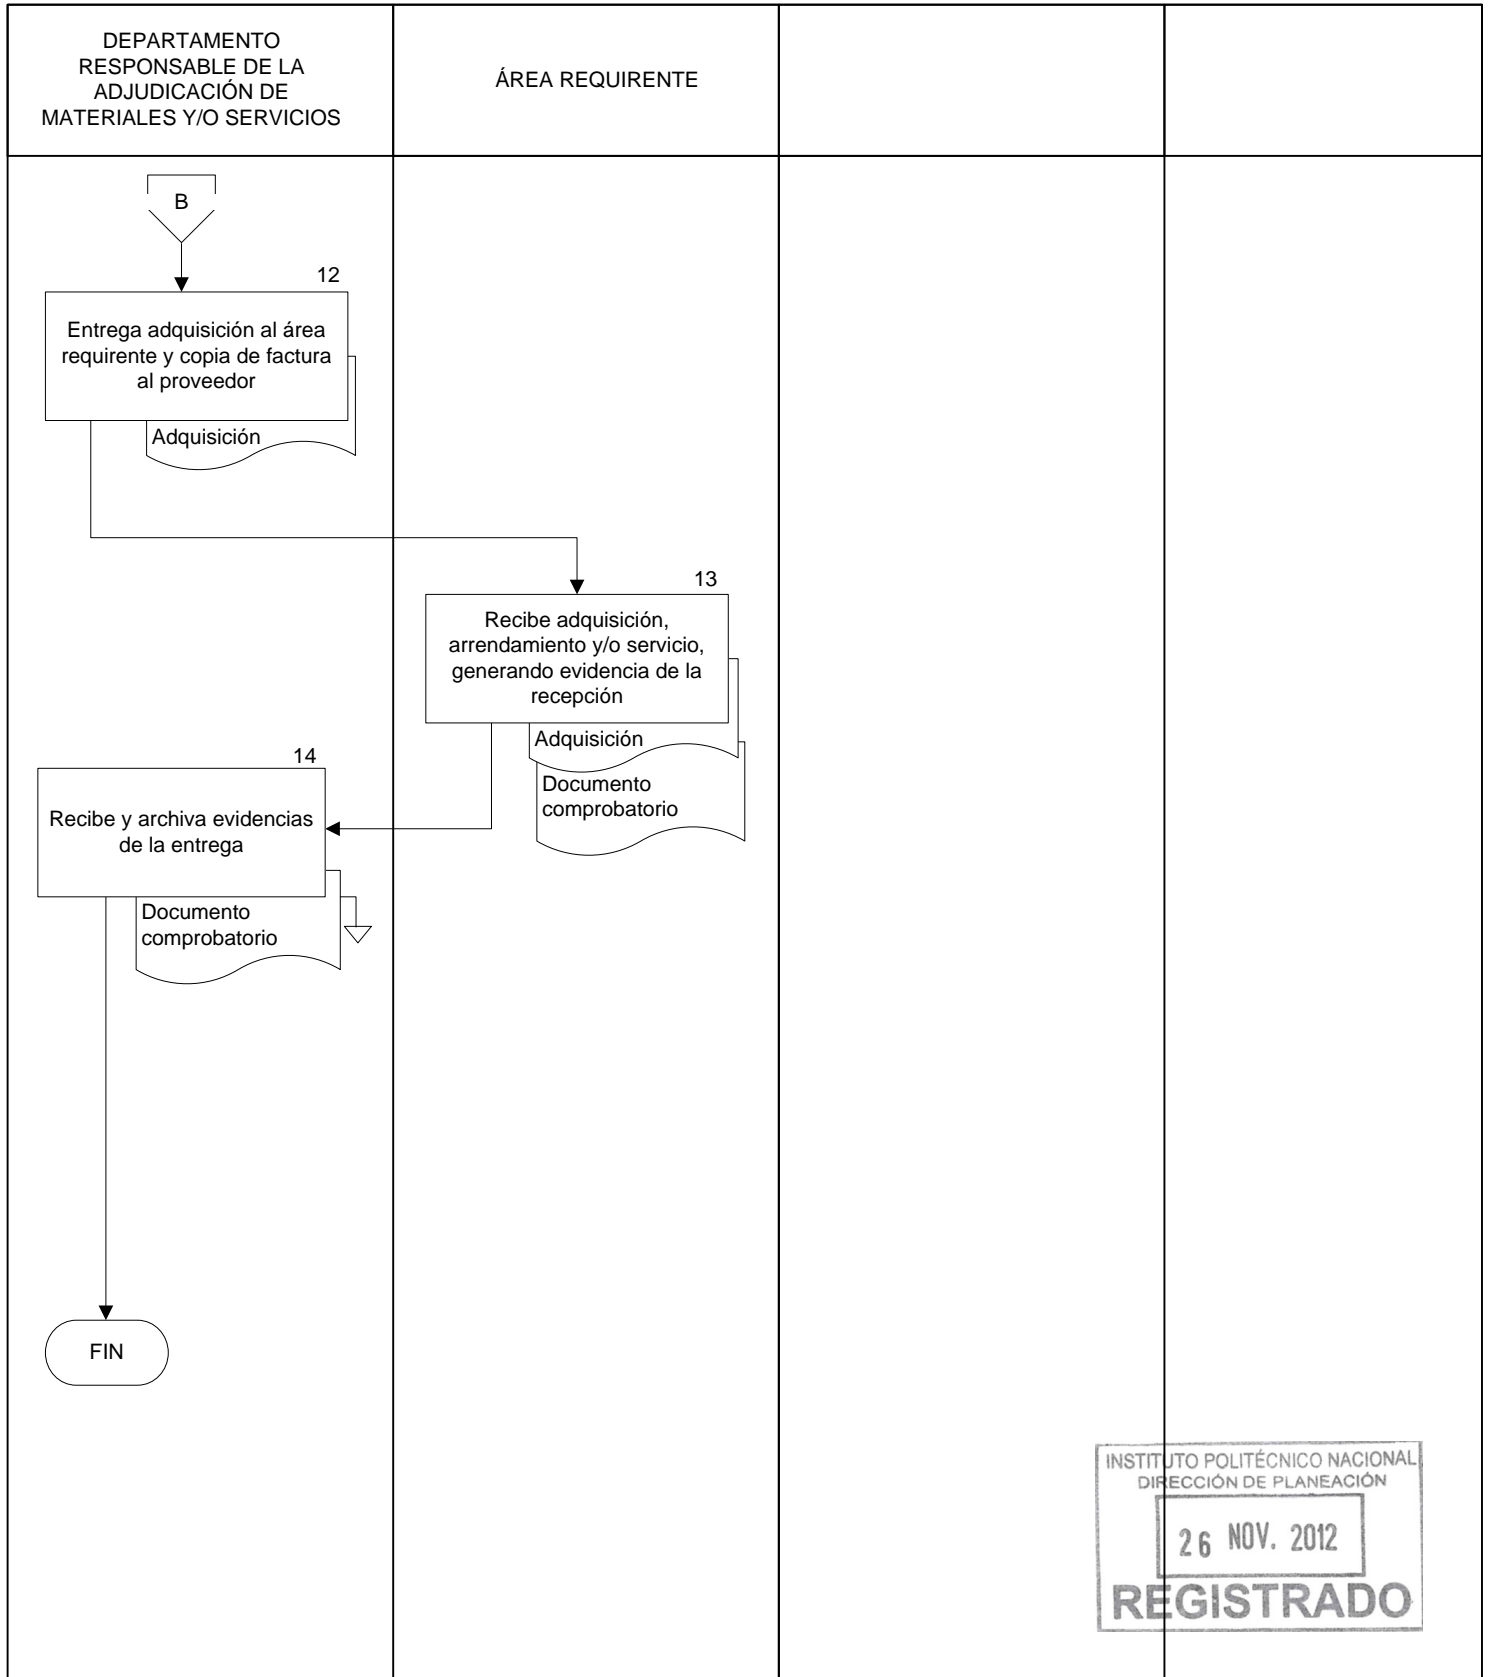 DEPARTAMENTO
RESPONSABLE DE LA
ADJUDICACIÓN DE
MATERIALES Y/O SERVICIOS
ÁREA REQUIRENTE
B
12
Entrega adquisición al área
requirente y copia de factura
al proveedor
Adquisición
13
Recibe adquisición,
arrendamiento y/o servicio,
generando evidencia de la
recepción
Adquisición
Documento
comprobatorio
14
Recibe y archiva evidencias
de la entrega
Documento
comprobatorio
FIN
INSTITUTO POLITÉCNICO NACIONAL
DIRECCIÓN DE PLANEACIÓN
26 NOV. 2012
REGISTRADO